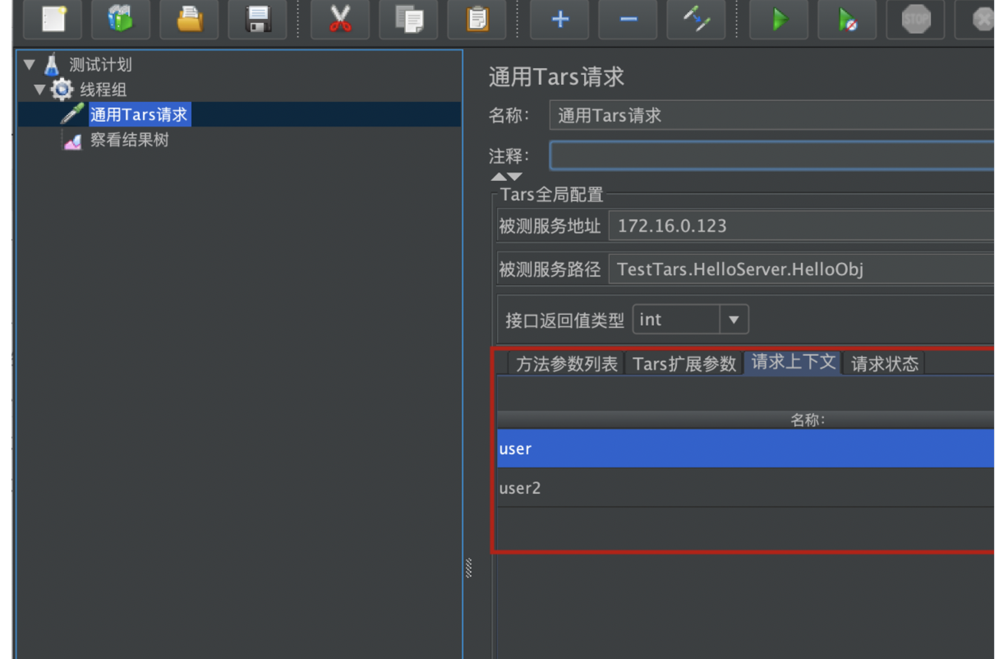 STOP
测试计划
线程组
通用Tars请求
察看结果树
通用Tars请求
名称： 通用Tars请求
注释：
Tars全局配置
被测服务地址 172.16.0.123
被测服务路径 TestTars.HelloServer.HelloObj
接口返回值类型 int
方法参数列表 Tars扩展参数 请求上下文 请求状态
名称：
user
user2